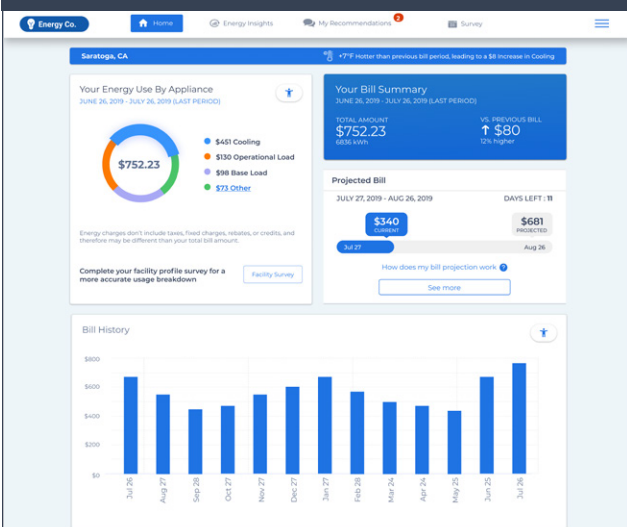 Energy Co.
Home
Energy Insights
My Recommendations
2
Survey
Saratoga, CA
+7°F Hotter than previous bill period, leading to a $8 Increase in Cooling
Your Energy Use By Appliance
JUNE 26, 2019 - JULY 26, 2019 (LAST PERIOD)
$752.23
$451 Cooling
$130 Operational Load
$98 Base Load
$73 Other
Energy charges don't include taxes, fixed charges, rebates, or credits, and
therefore may be different than your total bill amount.
Complete your facility profile survey for a
more accurate usage breakdown
Facility Survey
Your Bill Summary
JUNE 26, 2019 - JULY 26, 2019 (LAST PERIOD)
TOTAL AMOUNT
$752.23
6836 kWh
VS. PREVIOUS BILL
↑ $80
12% higher
Projected Bill
JULY 27, 2019 - AUG 26, 2019
DAYS LEFT : 11
$340
CURRENT
$681
PROJECTED
Jul 27
Aug 26
How does my bill projection work ?
See more
Bill History
$800
$600
$400
$200
$0
Jul 26
Aug 27
Sep 28
Oct 27
Nov 27
Dec 27
Jan 27
Feb 28
Mar 24
Apr 24
May 25
Jun 25
Jul 26